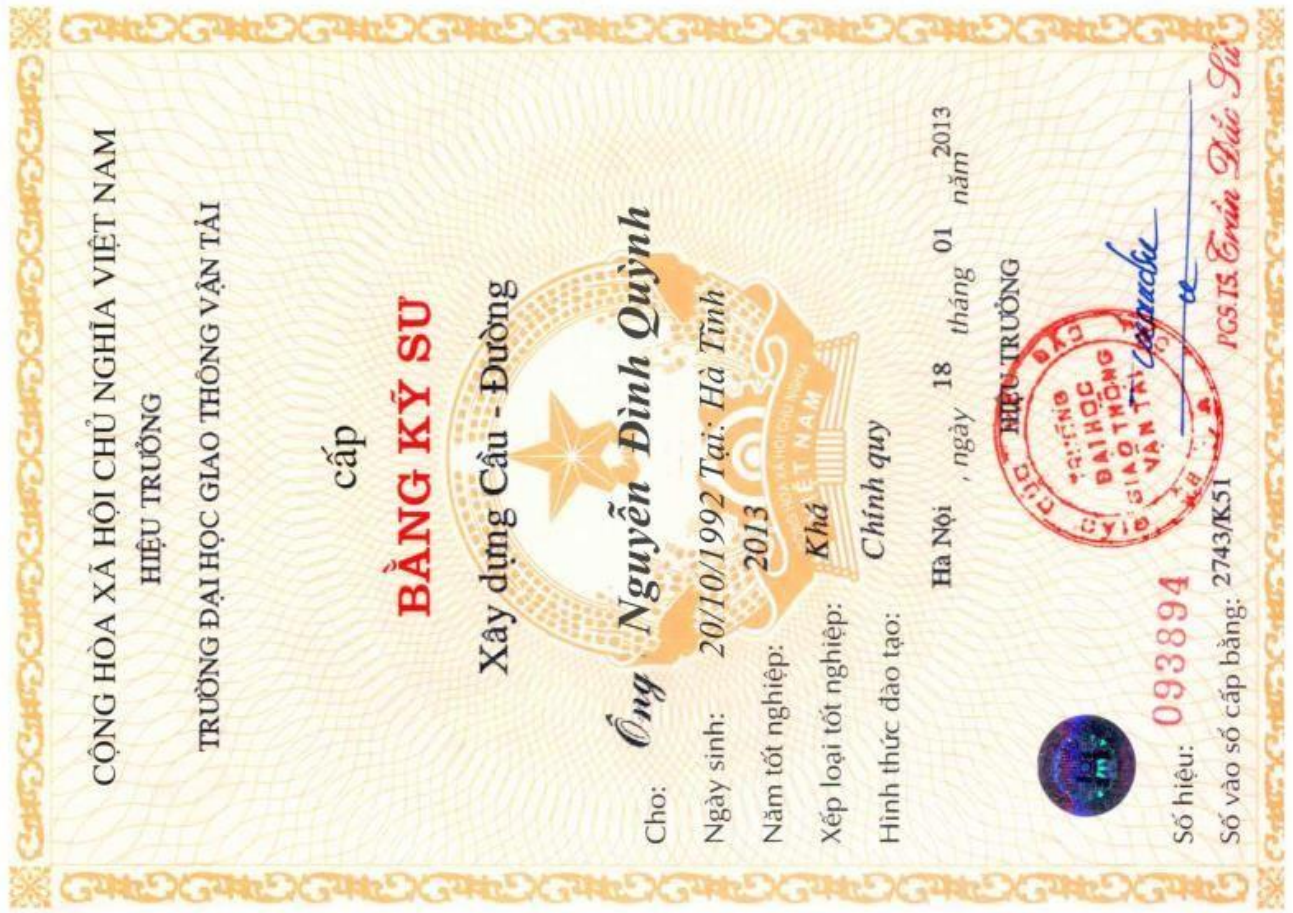 CỘNG HÒA XÃ HỘI CHỦ NGHĨA VIỆT NAM
HIỆU TRƯỞNG
TRƯỜNG ĐẠI HỌC GIAO THÔNG VẬN TẢI
cấp
BẰNG KỸ SƯ
Xây dựng Cầu - Đường
Cho: Ông Nguyễn Đình Quỳnh
Ngày sinh: 20/10/1992 Tại: Hà Tĩnh
Năm tốt nghiệp: 2013
Xếp loại tốt nghiệp: Khá
Hình thức đào tạo: Chính quy
Hà Nội , ngày 18 tháng 01 năm 2013
HIỆU TRƯỞNG
TRƯỜNG
ĐẠI HỌC
GIAO THÔNG
VẬN TẢI
PGS.TS. Trần Đắc Sử
Số hiệu: 093894
Số vào sổ cấp bằng: 2743/K51
VIỆT NAM